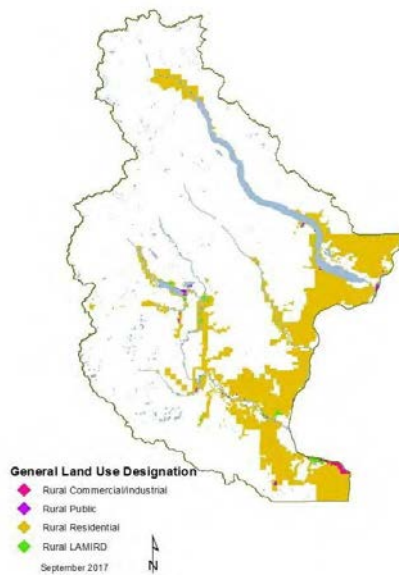 General Land Use Designation
Rural Commercial/Industrial
Rural Public
Rural Residential
Rural LAMIRD
September 2017
N